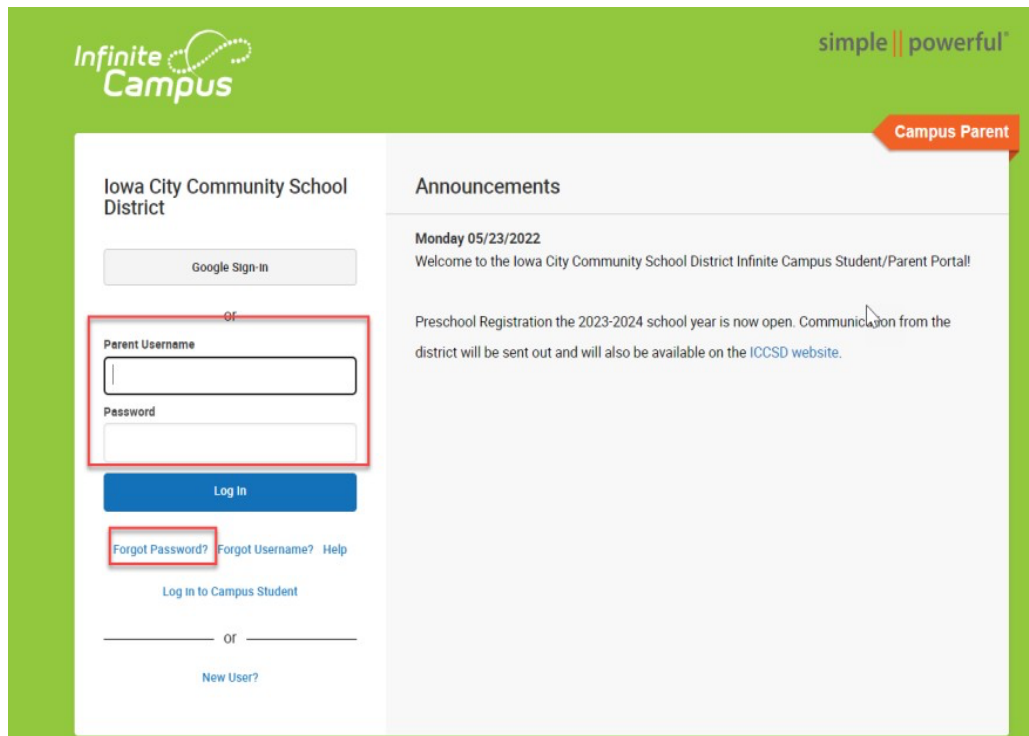 Infinite
Campus
simple || powerful®
Campus Parent
Iowa City Community School
District
Google Sign-In
or
Parent Username
Password
Log In
Forgot Password? Forgot Username? Help
Log in to Campus Student
or
New User?
Announcements
Monday 05/23/2022
Welcome to the Iowa City Community School District Infinite Campus Student/Parent Portal!
Preschool Registration the 2023-2024 school year is now open. Communication from the
district will be sent out and will also be available on the ICCSD website.